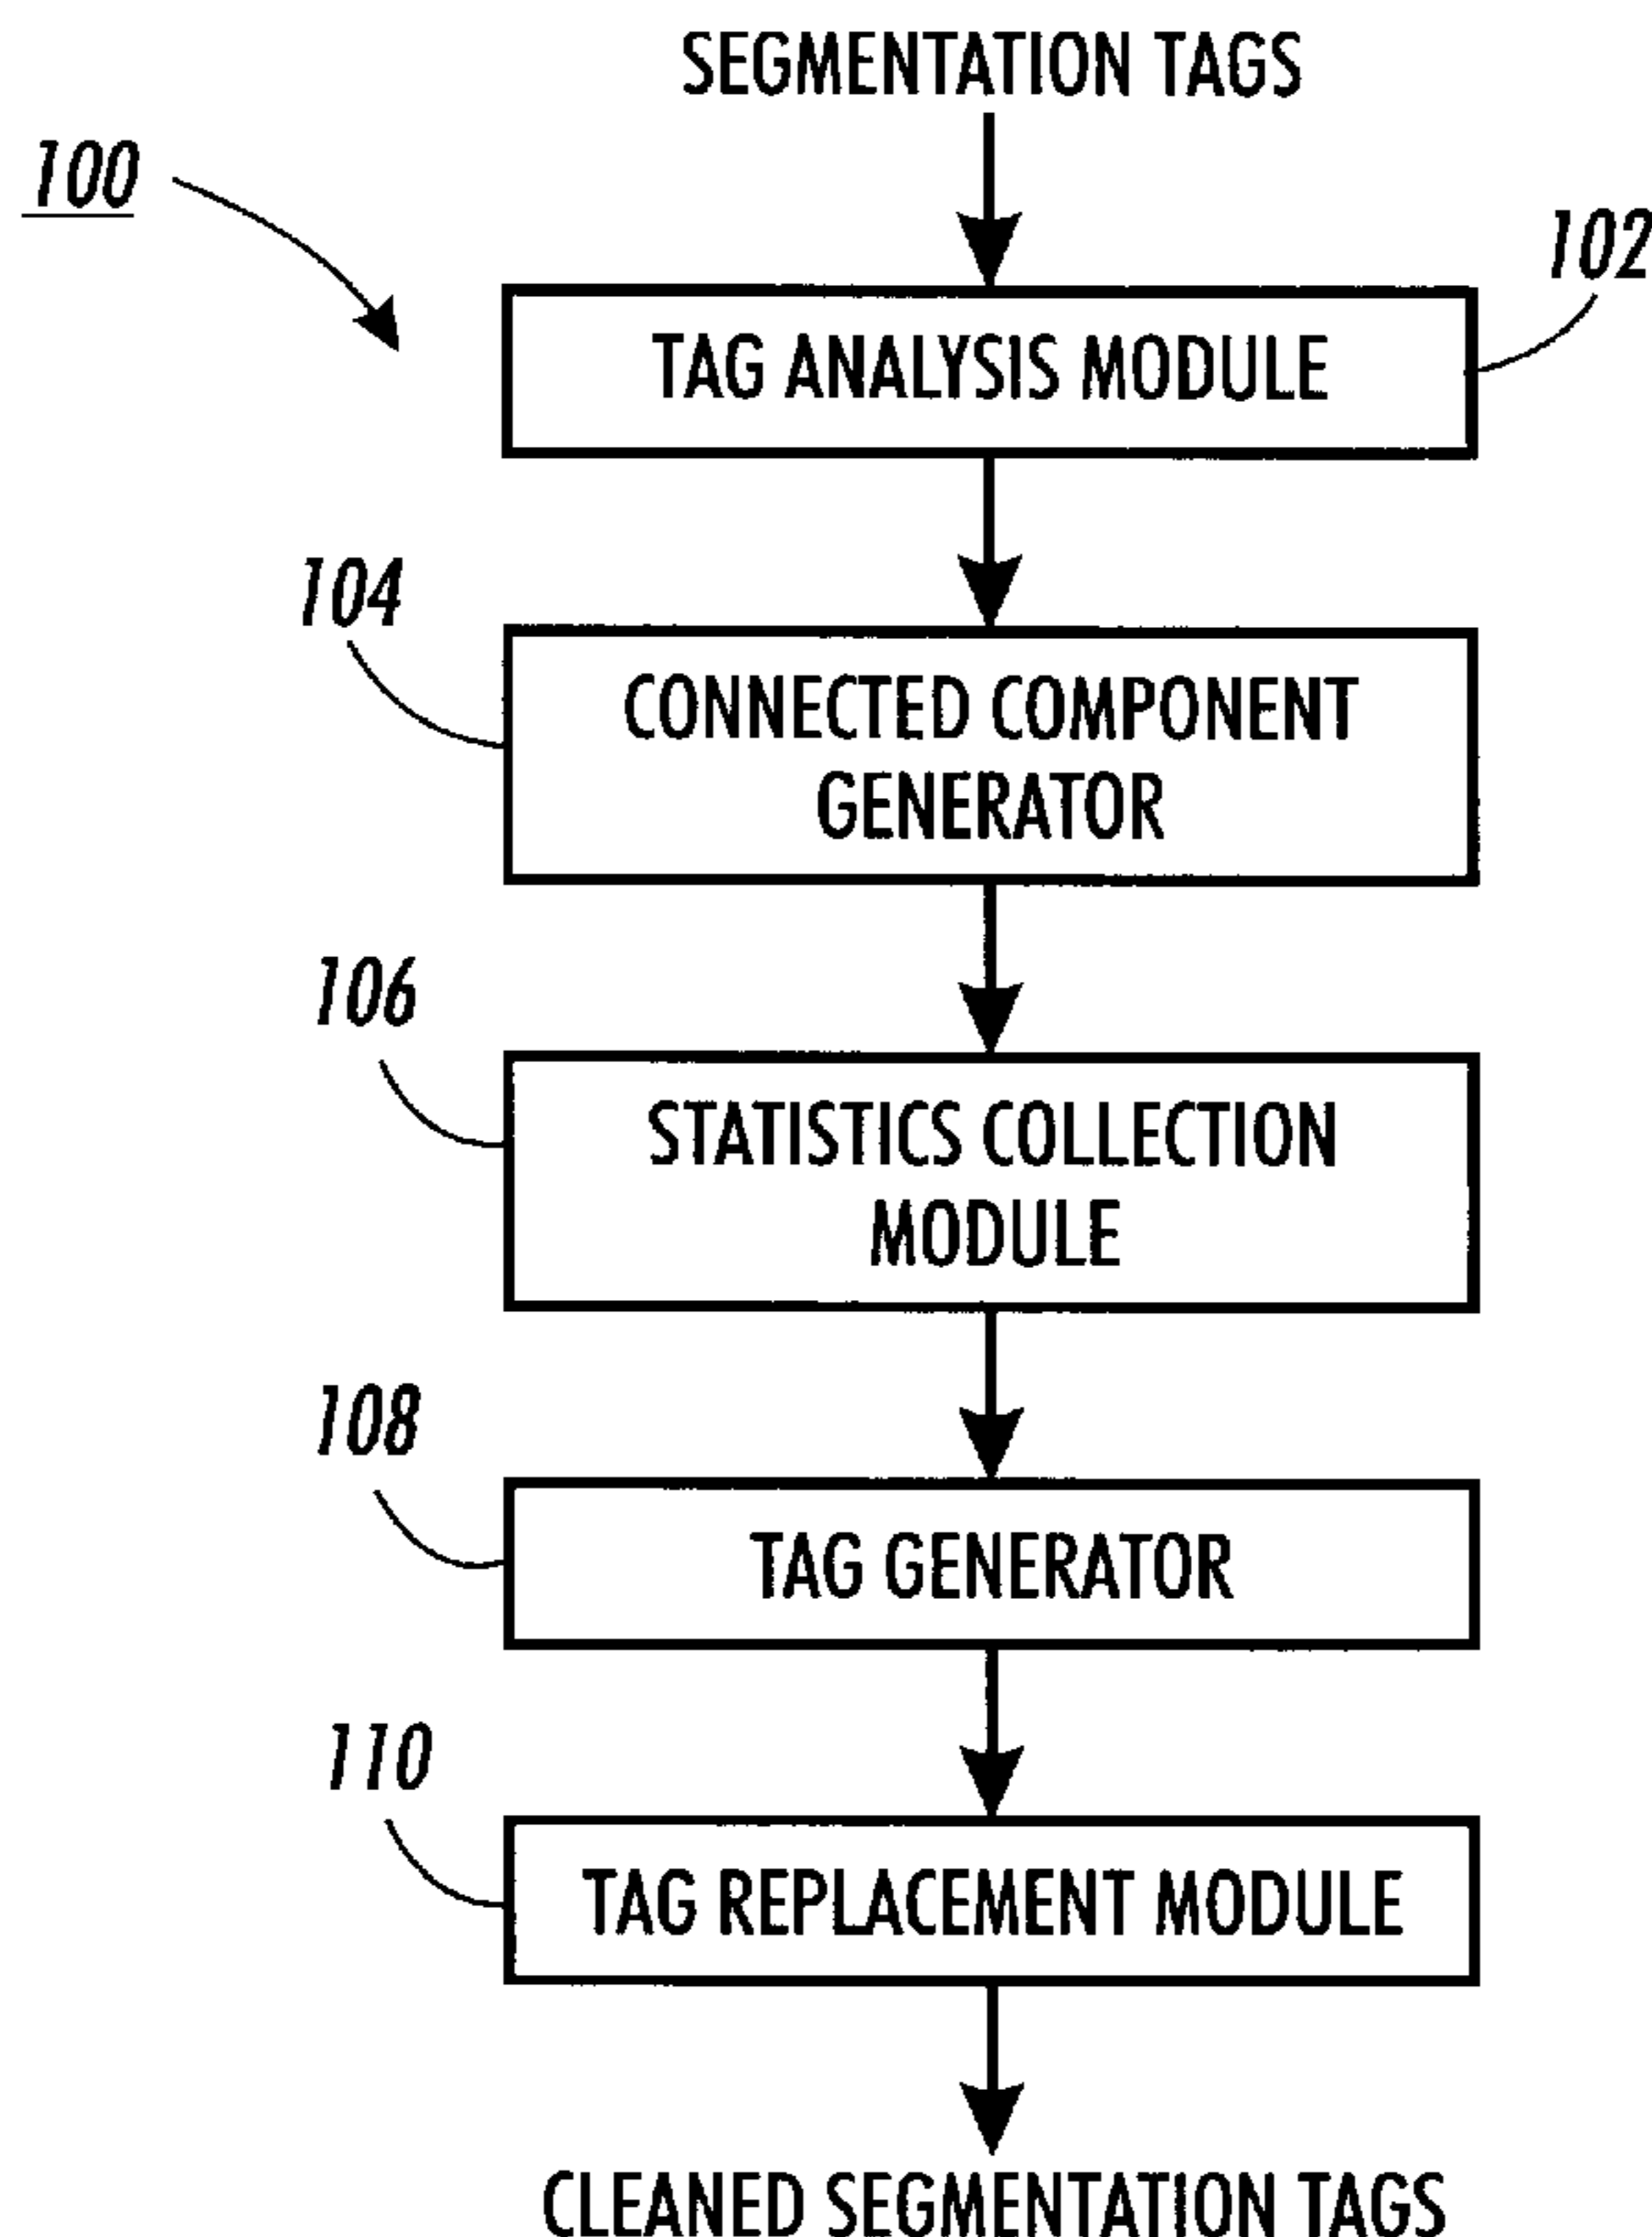 SEGMENTATION TAGS
100
102
TAG ANALYSIS MODULE
104
CONNECTED COMPONENT
GENERATOR
106
STATISTICS COLLECTION
MODULE
108
TAG GENERATOR
110
TAG REPLACEMENT MODULE
CLEANED SEGMENTATION TAGS